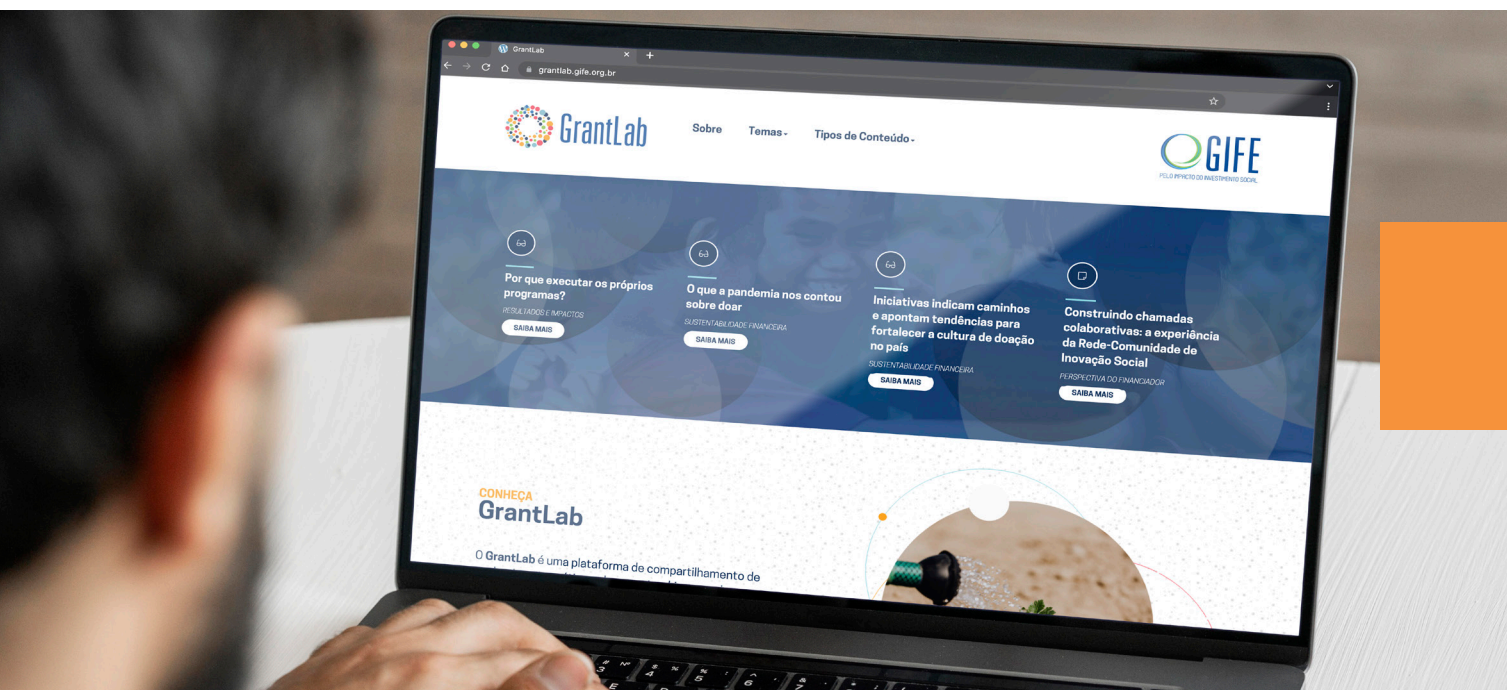 GrantLab
grantlab.gife.org.br
GrantLab
Sobre
Temas
Tipos de Conteúdo
GIFE
PELO IMPACTO DO INVESTIMENTO SOCIAL
Por que executar os próprios
programas?
RESULTADOS E IMPACTOS
SAIBA MAIS
O que a pandemia nos contou
sobre doar
SUSTENTABILIDADE FINANCEIRA
SAIBA MAIS
Iniciativas indicam caminhos
e apontam tendências para
fortalecer a cultura de doação
no país
SUSTENTABILIDADE FINANCEIRA
SAIBA MAIS
Construindo chamadas
colaborativas: a experiência
da Rede-Comunidade de
Inovação Social
PERSPECTIVA DO FINANCIADOR
SAIBA MAIS
CONHEÇA
GrantLab
O GrantLab é uma plataforma de compartilhamento de